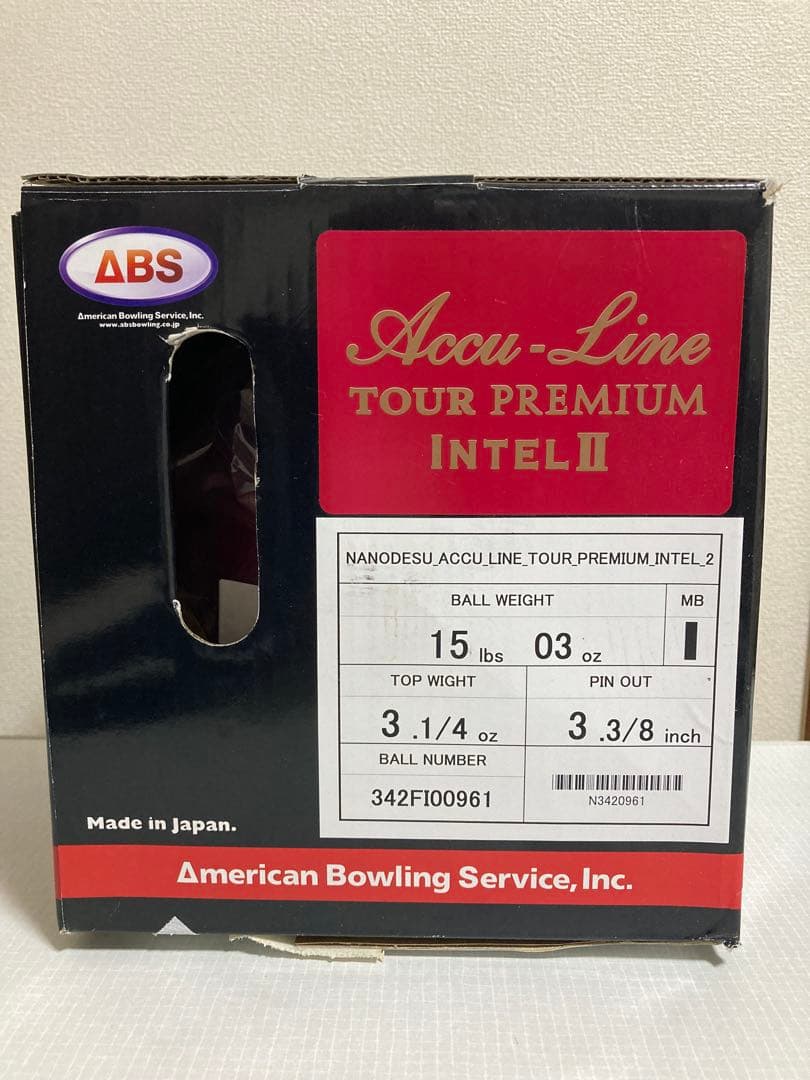 ABS
American Bowling Service, Inc.
www.absbowling.co.jp
Accu-Line
TOUR PREMIUM
INTEL II
NANODESU_ACCU_LINE_TOUR_PREMIUM_INTEL_2
BALL WEIGHT MB
15 lbs 03 oz
TOP WIGHT PIN OUT
3 .1/4 oz 3 .3/8 inch
BALL NUMBER
342FI00961
N3420961
Made in Japan.
American Bowling Service, Inc.